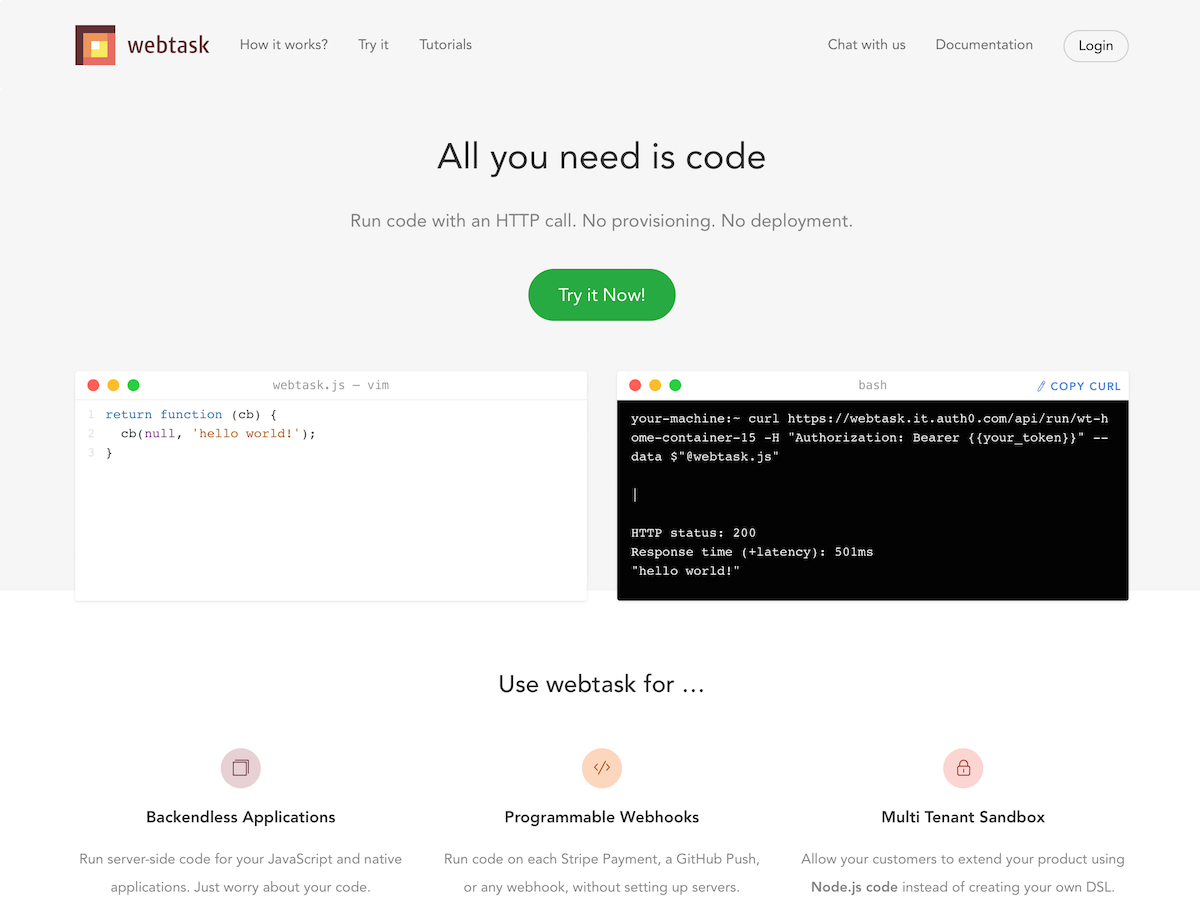 webtask How it works? Try it Tutorials Chat with us Documentation Login
All you need is code
Run code with an HTTP call. No provisioning. No deployment.
Try it Now!
webtask.js — vim
1 return function (cb) {
2 cb(null, 'hello world!');
3 }
bash COPY CURL
your-machine:~ curl https://webtask.it.auth0.com/api/run/wt-h
ome-container-15 -H "Authorization: Bearer {{your_token}}" --
data $"@webtask.js"
|
HTTP status: 200
Response time (+latency): 501ms
"hello world!"
Use webtask for ...
Backendless Applications
Run server-side code for your JavaScript and native
applications. Just worry about your code.
Programmable Webhooks
Run code on each Stripe Payment, a GitHub Push,
or any webhook, without setting up servers.
Multi Tenant Sandbox
Allow your customers to extend your product using
Node.js code instead of creating your own DSL.